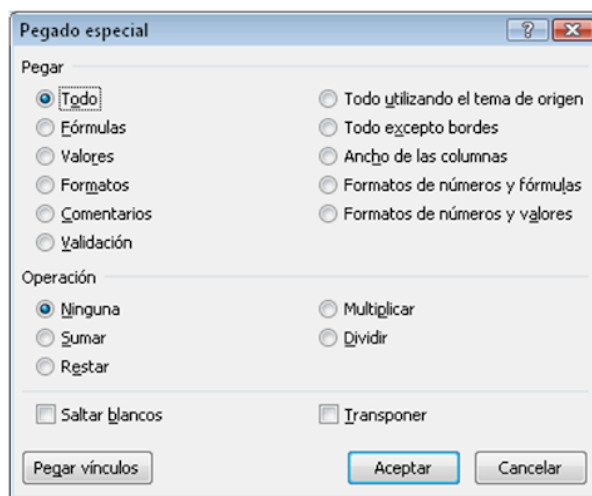 Pegado especial
Pegar
Todo
Todo utilizando el tema de origen
Fórmulas
Todo excepto bordes
Valores
Ancho de las columnas
Formatos
Formatos de números y fórmulas
Comentarios
Formatos de números y valores
Validación
Operación
Ninguna
Multiplicar
Sumar
Dividir
Restar
Saltar blancos
Transponer
Pegar vínculos
Aceptar
Cancelar